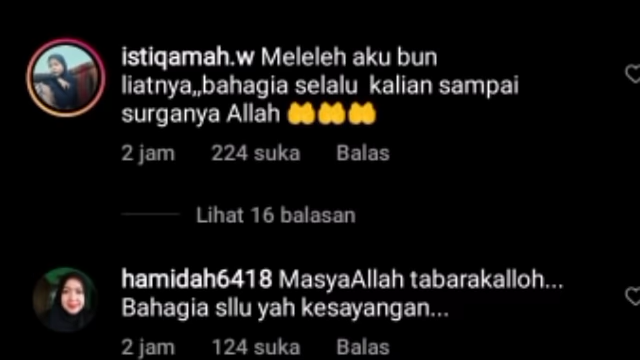 istiqamah.w Meleleh aku bun
liatnya,,bahagia selalu kalian sampai
surganya Allah 🤲🤲🤲
2 jam 224 suka Balas
Lihat 16 balasan
hamidah6418 MasyaAllah tabarakalloh...
Bahagia sllu yah kesayangan...
2 jam 124 suka Balas